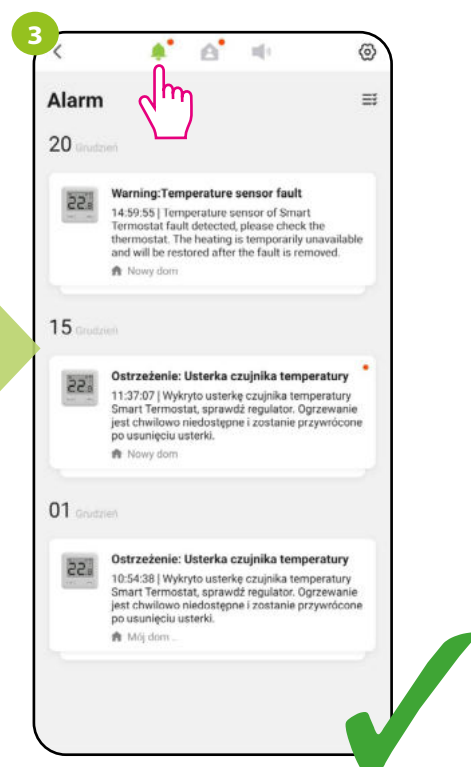 3
Alarm
20 Grudzień
Warning:Temperature sensor fault
14:59:55 | Temperature sensor of Smart
Termostat fault detected, please check the
thermostat. The heating is temporarily unavailable
and will be restored after the fault is removed.
Nowy dom
15 Grudzień
Ostrzeżenie: Usterka czujnika temperatury
11:37:07 | Wykryto usterkę czujnika temperatury
Smart Termostat, sprawdź regulator. Ogrzewanie
jest chwilowo niedostępne i zostanie przywrócone
po usunięciu usterki.
Nowy dom
01 Grudzień
Ostrzeżenie: Usterka czujnika temperatury
10:54:38 | Wykryto usterkę czujnika temperatury
Smart Termostat, sprawdź regulator. Ogrzewanie
jest chwilowo niedostępne i zostanie przywrócone
po usunięciu usterki.
Mój dom ...